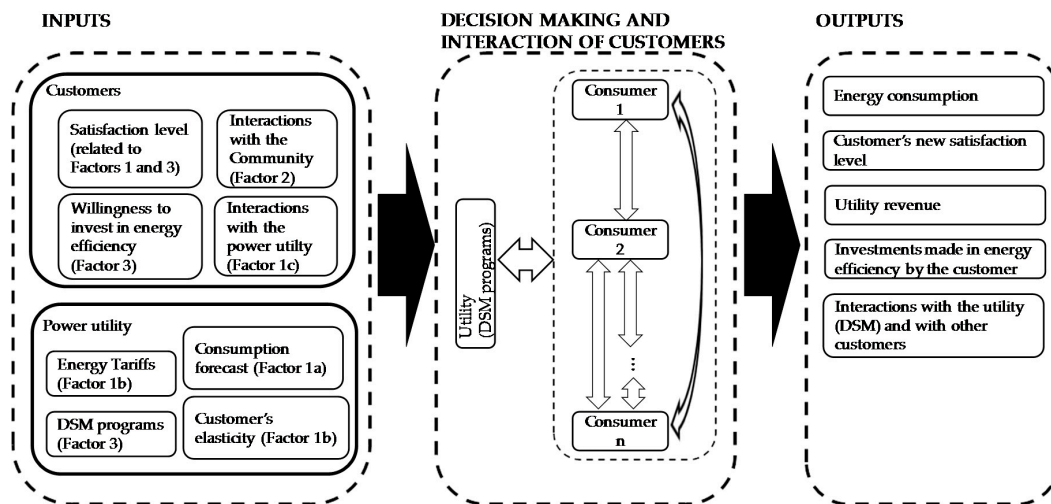 INPUTS
Customers
Satisfaction level
(related to
Factors 1 and 3)
Interactions
with the
Community
(Factor 2)
Willingness to
invest in energy
efficiency
(Factor 3)
Interactions
with the
power utilty
(Factor 1c)
Power utility
Energy Tariffs
(Factor 1b)
Consumption
forecast (Factor 1a)
DSM programs
(Factor 3)
Customer's
elasticity (Factor 1b)
DECISION MAKING AND
INTERACTION OF CUSTOMERS
Utility
(DSM programs)
Consumer
1
Consumer
2
...
Consumer
n
OUTPUTS
Energy consumption
Customer's new satisfaction
level
Utility revenue
Investments made in energy
efficiency by the customer
Interactions with the utility
(DSM) and with other
customers